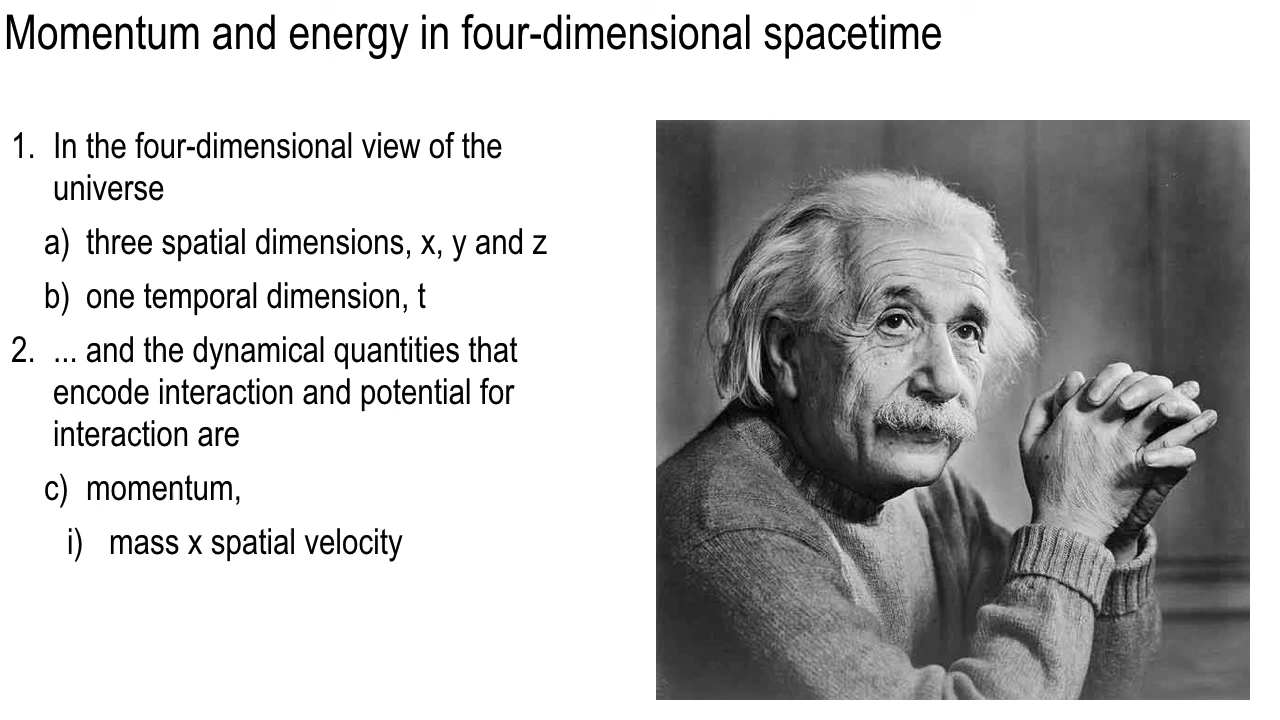 Momentum and energy in four-dimensional spacetime
1. In the four-dimensional view of the
universe
a) three spatial dimensions, x, y and z
b) one temporal dimension, t
2. ... and the dynamical quantities that
encode interaction and potential for
interaction are
c) momentum,
i) mass x spatial velocity